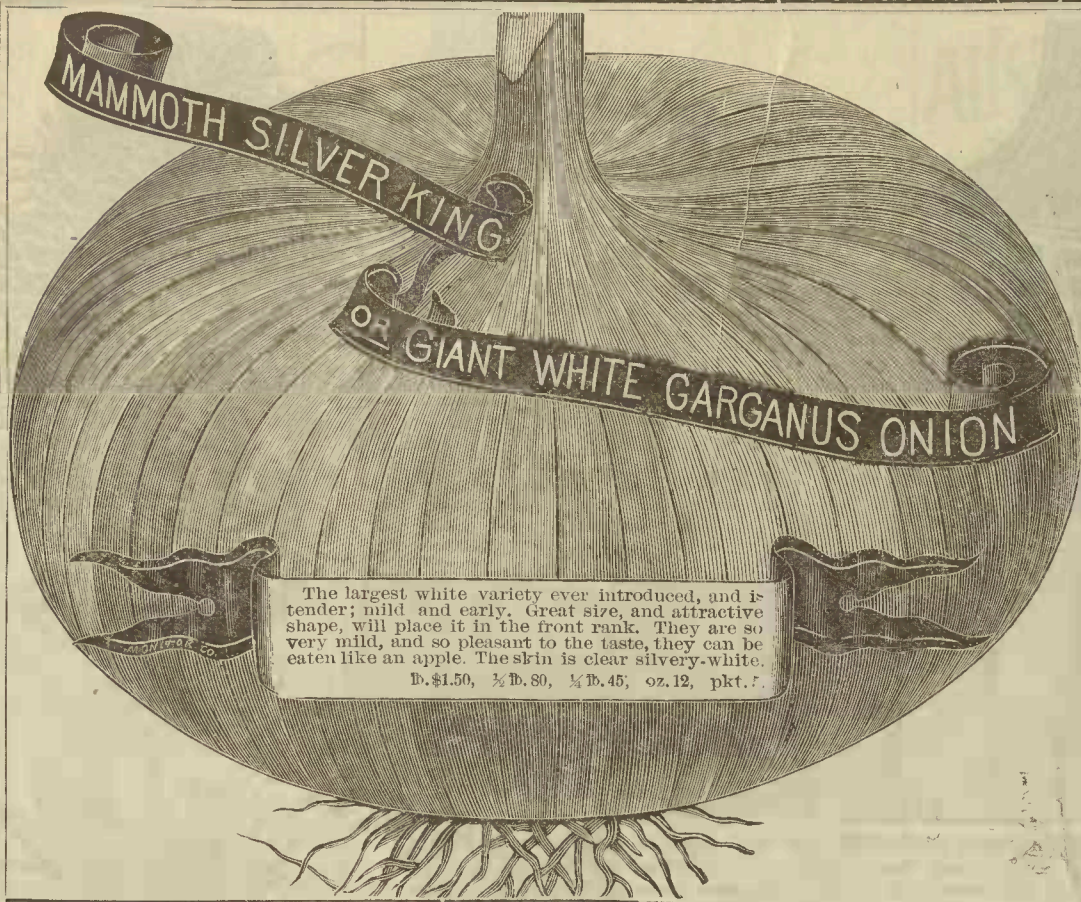 MAMMOTH SILVER KING
OR GIANT WHITE GARGANUS ONION
The largest white variety ever introduced, and is
tender; mild and early. Great size, and attractive
shape, will place it in the front rank. They are so
very mild, and so pleasant to the taste, they can be
eaten like an apple. The skin is clear silvery-white.
lb. $1.50, ½ lb. 80, ¼ lb. 45, oz. 12, pkt.
MONITOR CO.